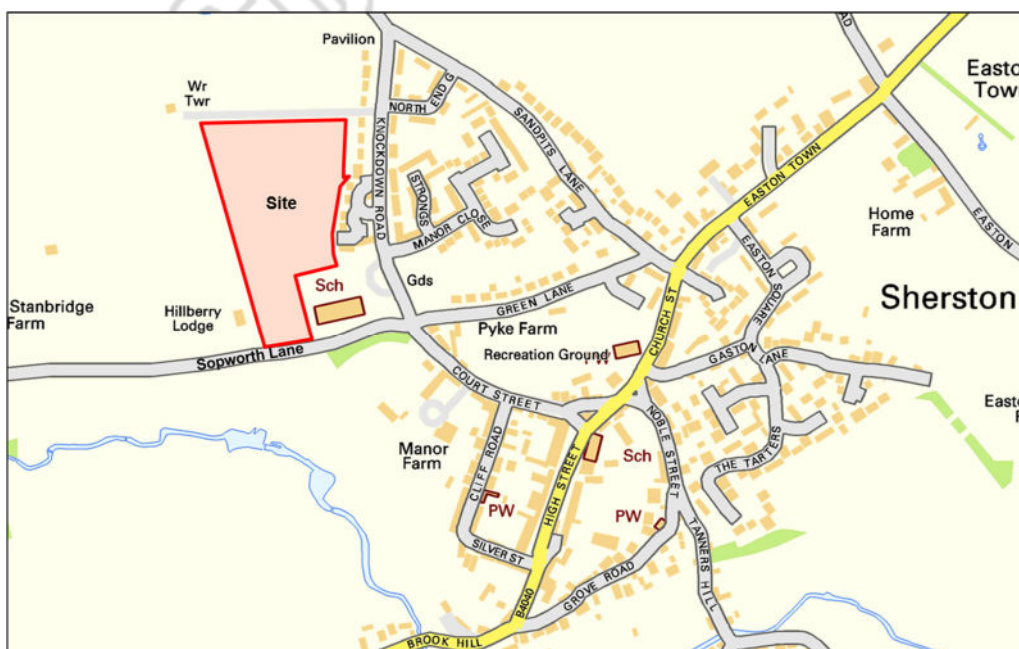 Pavilion
Wr
Twr
NORTH END G
KNOCKDOWN ROAD
SANDPITS LANE
Easto
Town
EASTON TOWN
Site
STRONGS
MANOR CLOSE
Home
Farm
EASTON
Sch
Gds
GREEN LANE
EASTON SQUARE
Stanbridge
Farm
Hillberry
Lodge
Sherston
Pyke Farm
Recreation Ground
CHURCH ST
GASTON LANE
Sopworth Lane
COURT STREET
NOBLE STREET
Easto
F
Manor
Farm
CLIFF ROAD
HIGH STREET
Sch
THE TARTERS
PW
PW
SILVER ST
TANNERS HILL
B4040
GROVE ROAD
BROOK HILL